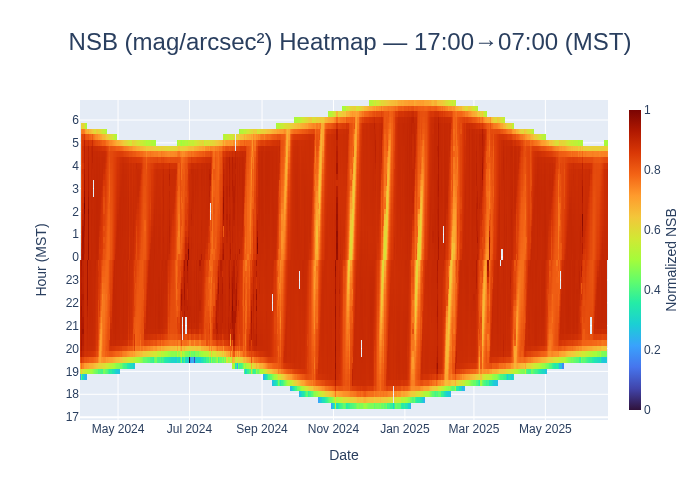 NSB (mag/arcsec²) Heatmap — 17:00→07:00 (MST)
6
5
4
3
2
1
0
23
22
21
20
19
18
17
Hour (MST)
May 2024
Jul 2024
Sep 2024
Nov 2024
Jan 2025
Mar 2025
May 2025
Date
1
0.8
0.6
0.4
0.2
0
Normalized NSB